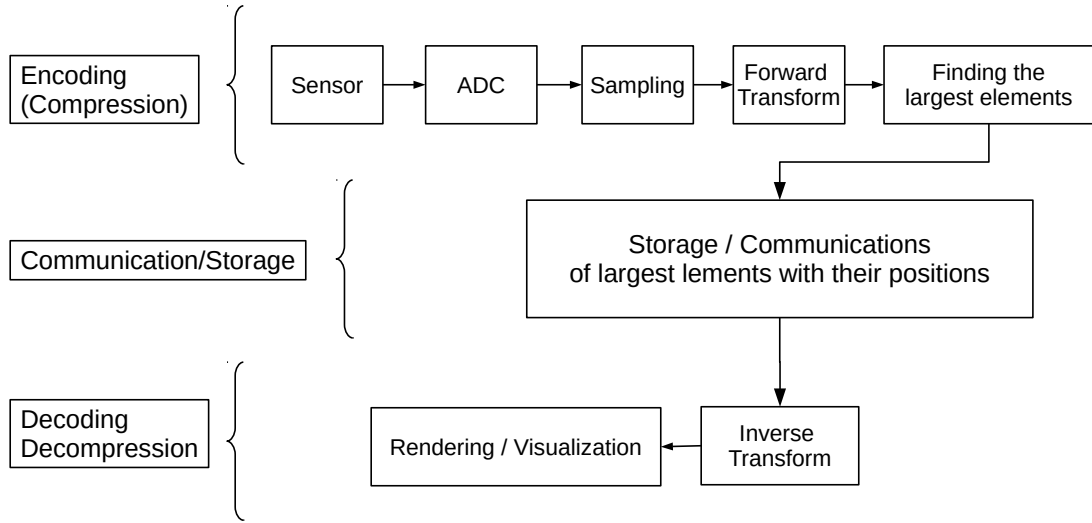 Encoding
(Compression)
Sensor
ADC
Sampling
Forward
Transform
Finding the
largest elements
Communication/Storage
Storage / Communications
of largest lements with their positions
Decoding
Decompression
Rendering / Visualization
Inverse
Transform